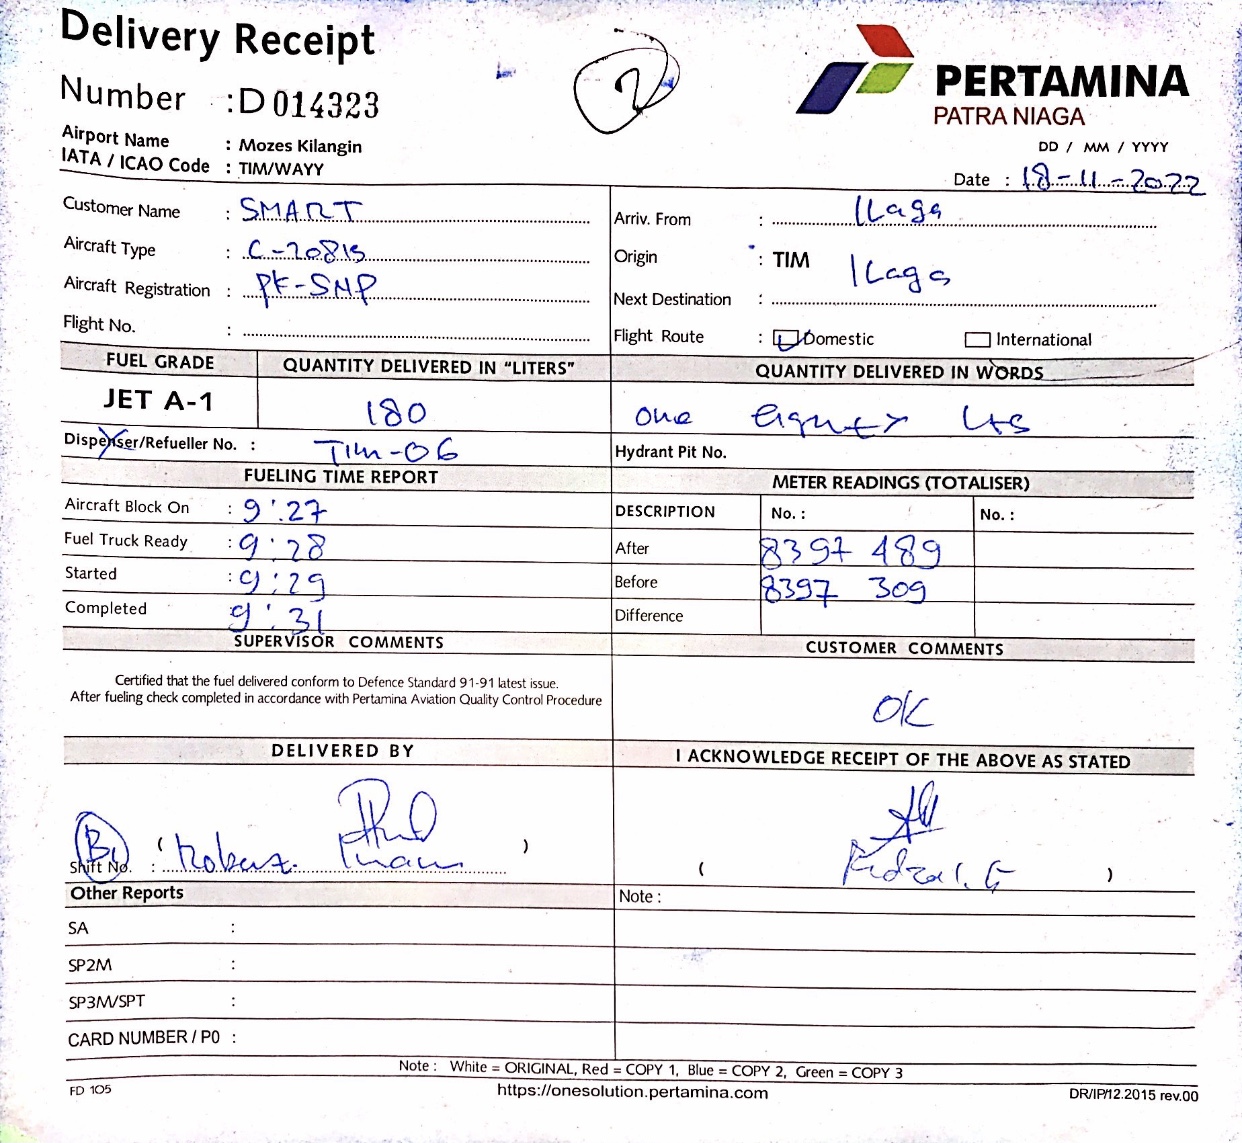 Delivery Receipt
Number : D 014323
2
PERTAMINA
PATRA NIAGA
Airport Name : Mozes Kilangin
IATA / ICAO Code : TIM/WAYY
DD / MM / YYYY
Date : 18-11-2022
Customer Name : SMART
Aircraft Type : C-208B
Aircraft Registration : PK-SNP
Flight No. :
Arriv. From : ILaga
Origin : TIM
Next Destination : ILaga
Flight Route : Domestic International
FUEL GRADE QUANTITY DELIVERED IN "LITERS" QUANTITY DELIVERED IN WORDS
JET A-1 180 one Eighty Lts
Dispenser/Refueller No. : TIM-06 Hydrant Pit No.
FUELING TIME REPORT METER READINGS (TOTALISER)
Aircraft Block On : 9:27
Fuel Truck Ready : 9:28
Started : 9:29
Completed : 9:31
DESCRIPTION No. : No. :
After 8397 489
Before 8397 309
Difference
SUPERVISOR COMMENTS CUSTOMER COMMENTS
Certified that the fuel delivered conform to Defence Standard 91-91 latest issue.
After fueling check completed in accordance with Pertamina Aviation Quality Control Procedure
OK
DELIVERED BY I ACKNOWLEDGE RECEIPT OF THE ABOVE AS STATED
Shift No. : ( )
( )
Other Reports Note :
SA :
SP2M :
SP3M/SPT :
CARD NUMBER / P0 :
Note : White = ORIGINAL, Red = COPY 1, Blue = COPY 2, Green = COPY 3
FD 105 https://onesolution.pertamina.com DR/IP/12.2015 rev.00